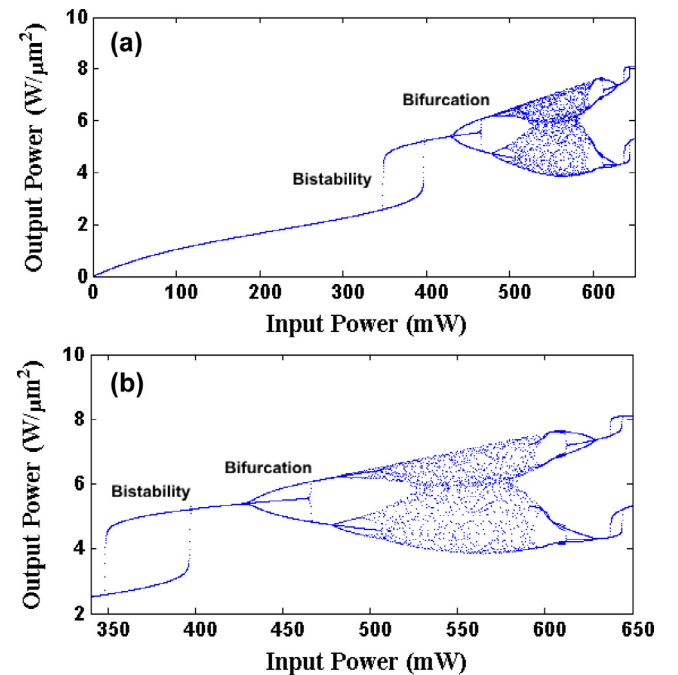 (a)
10
8
6
4
2
0
Output Power (W/μm²)
Bifurcation
Bistability
0 100 200 300 400 500 600
Input Power (mW)
(b)
10
8
6
4
2
Output Power (W/μm²)
Bifurcation
Bistability
350 400 450 500 550 600 650
Input Power (mW)